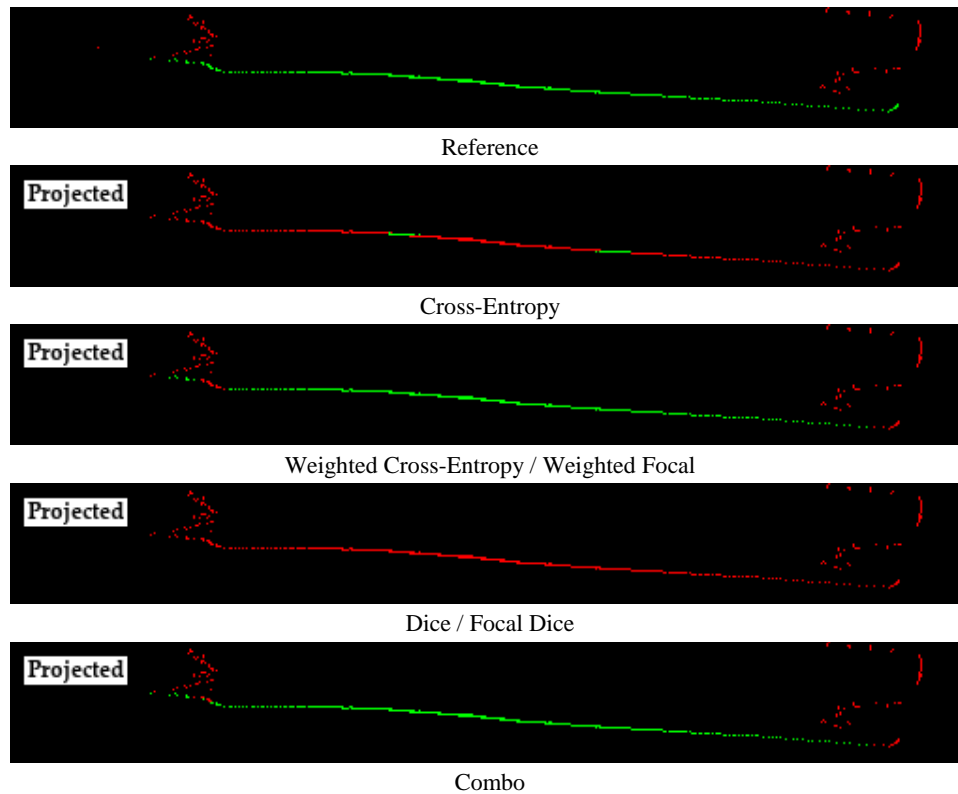 Reference
Projected
Cross-Entropy
Projected
Weighted Cross-Entropy / Weighted Focal
Projected
Dice / Focal Dice
Projected
Combo